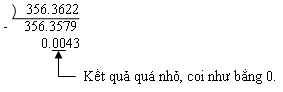 ) 356.3622
- 356.3579
0.0043
Kết quả quá nhỏ, coi như bằng 0.